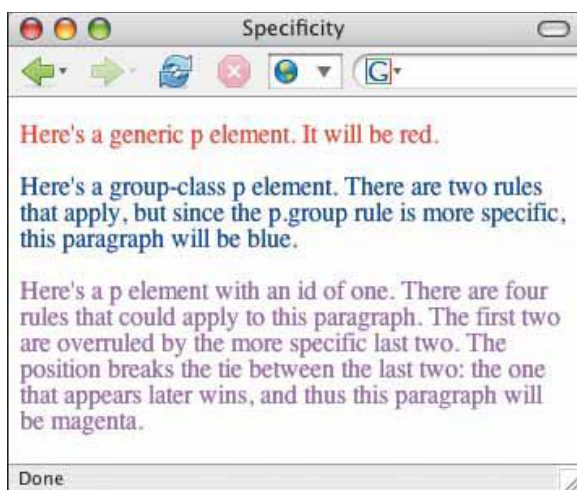 Specificity
G
Here's a generic p element. It will be red.
Here's a group-class p element. There are two rules
that apply, but since the p.group rule is more specific,
this paragraph will be blue.
Here's a p element with an id of one. There are four
rules that could apply to this paragraph. The first two
are overruled by the more specific last two. The
position breaks the tie between the last two: the one
that appears later wins, and thus this paragraph will
be magenta.
Done